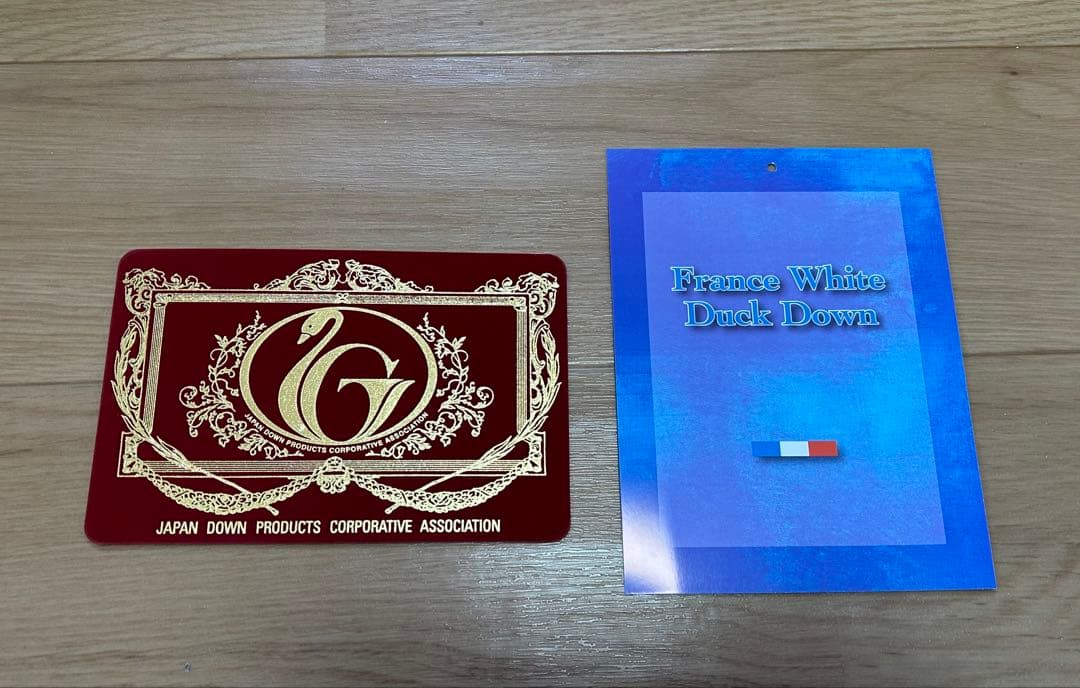 G
JAPAN DOWN PRODUCTS CORPORATIVE ASSOCIATION
JAPAN DOWN PRODUCTS CORPORATIVE ASSOCIATION
France White
Duck Down